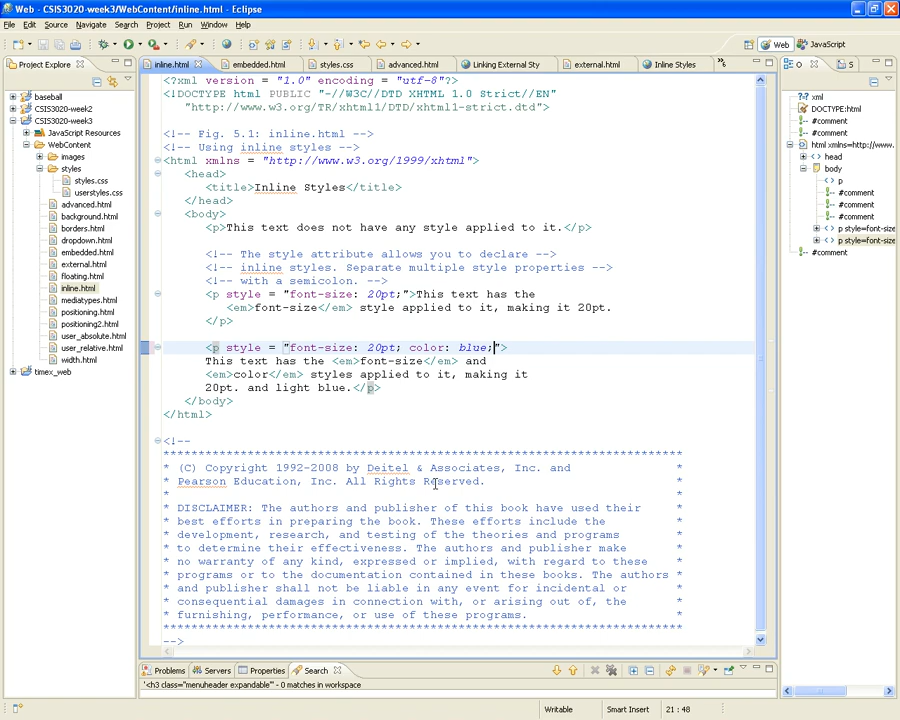 Web - CSIS3020-week3/WebContent/inline.html - Eclipse
File Edit Source Navigate Search Project Run Window Help
Web JavaScript
Project Explore
inline.html embedded.html styles.css advanced.html Linking External Sty external.html Inline Styles
O S
baseball
CSIS3020-week2
CSIS3020-week3
JavaScript Resources
WebContent
images
styles
styles.css
userstyles.css
advanced.html
background.html
borders.html
dropdown.html
embedded.html
external.html
floating.html
inline.html
mediatypes.html
positioning.html
positioning2.html
user_absolute.html
user_relative.html
width.html
timex_web
<?xml version = "1.0" encoding = "utf-8"?>
<!DOCTYPE html PUBLIC "-//W3C//DTD XHTML 1.0 Strict//EN"
"http://www.w3.org/TR/xhtml1/DTD/xhtml1-strict.dtd">
<!-- Fig. 5.1: inline.html -->
<!-- Using inline styles -->
<html xmlns = "http://www.w3.org/1999/xhtml">
<head>
<title>Inline Styles</title>
</head>
<body>
<p>This text does not have any style applied to it.</p>
<!-- The style attribute allows you to declare -->
<!-- inline styles. Separate multiple style properties -->
<!-- with a semicolon. -->
<p style = "font-size: 20pt;">This text has the
<em>font-size</em> style applied to it, making it 20pt.
</p>
<p style = "font-size: 20pt; color: blue;">
This text has the <em>font-size</em> and
<em>color</em> styles applied to it, making it
20pt. and light blue.</p>
</body>
</html>
<!--
**************************************************************************
* (C) Copyright 1992-2008 by Deitel & Associates, Inc. and *
* Pearson Education, Inc. All Rights Reserved. *
* *
* DISCLAIMER: The authors and publisher of this book have used their *
* best efforts in preparing the book. These efforts include the *
* development, research, and testing of the theories and programs *
* to determine their effectiveness. The authors and publisher make *
* no warranty of any kind, expressed or implied, with regard to these *
* programs or to the documentation contained in these books. The authors *
* and publisher shall not be liable in any event for incidental or *
* consequential damages in connection with, or arising out of, the *
* furnishing, performance, or use of these programs. *
**************************************************************************
-->
xml
DOCTYPE:html
#comment
#comment
html xmlns=http://www.
head
body
p
#comment
#comment
#comment
p style=font-size
p style=font-size
#comment
Problems Servers Properties Search
'<h3 class="menuheader expandable"' - 0 matches in workspace
Writable Smart Insert 21 : 48